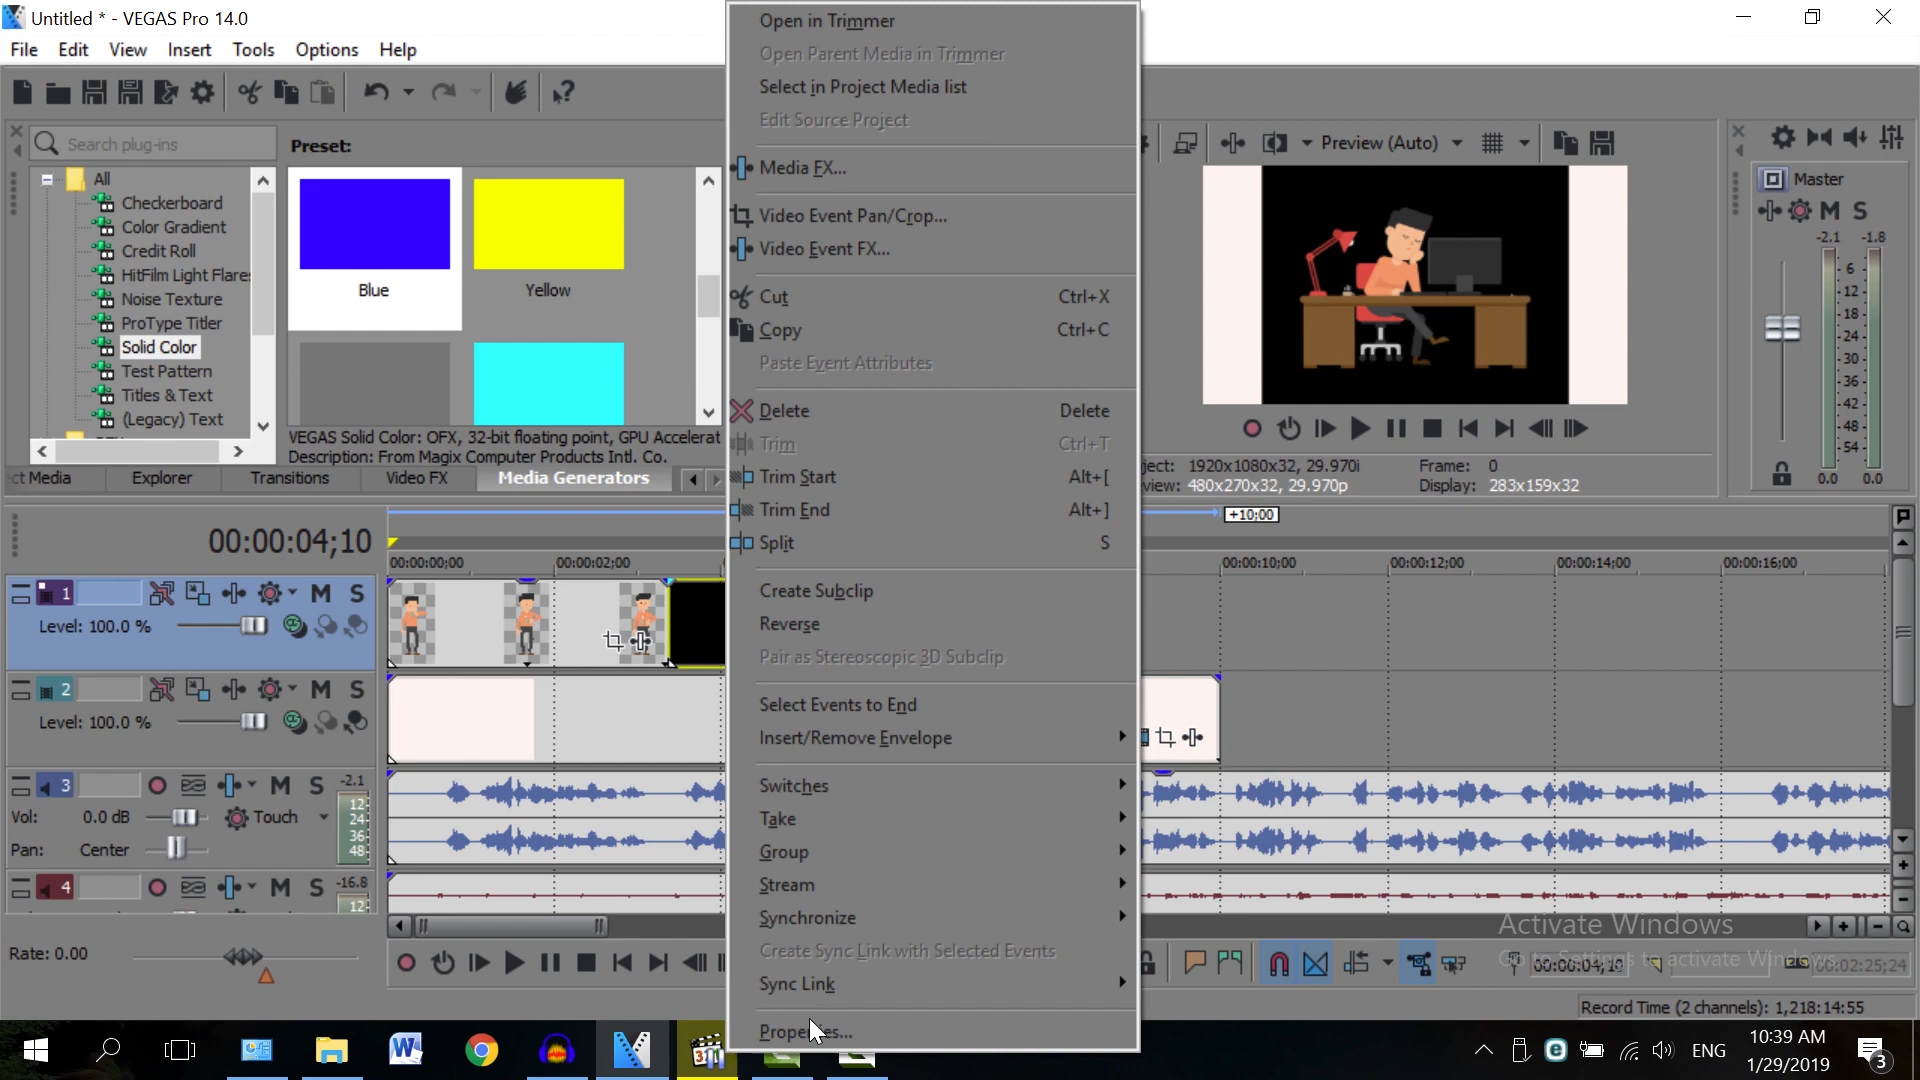 Untitled * - VEGAS Pro 14.0
File Edit View Insert Tools Options Help
Search plug-ins
Preset:
All
Checkerboard
Color Gradient
Credit Roll
HitFilm Light Flare
Noise Texture
ProType Titler
Solid Color
Test Pattern
Titles & Text
(Legacy) Text
Blue
Yellow
VEGAS Solid Color: OFX, 32-bit floating point, GPU Accelerat
Description: From Magix Computer Products Intl. Co.
ct Media Explorer Transitions Video FX Media Generators
Open in Trimmer
Open Parent Media in Trimmer
Select in Project Media list
Edit Source Project
Media FX...
Video Event Pan/Crop...
Video Event FX...
Cut Ctrl+X
Copy Ctrl+C
Paste Event Attributes
Delete Delete
Trim Ctrl+T
Trim Start Alt+[
Trim End Alt+]
Split S
Create Subclip
Reverse
Pair as Stereoscopic 3D Subclip
Select Events to End
Insert/Remove Envelope
Switches
Take
Group
Stream
Synchronize
Create Sync Link with Selected Events
Sync Link
Properties...
Preview (Auto)
ject: 1920x1080x32, 29.970i
view: 480x270x32, 29.970p
Frame: 0
Display: 283x159x32
Master
M S
-2.1 -1.8
6
12
18
24
30
36
42
48
54
0.0 0.0
00:00:04;10
+10;00
00:00:00;00 00:00:02;00 00:00:10;00 00:00:12;00 00:00:14;00 00:00:16;00
1 M S
Level: 100.0 %
2 M S
Level: 100.0 %
3 M S -2.1
Vol: 0.0 dB Touch
Pan: Center
12
24
36
48
4 M S -16.8
12
Rate: 0.00
Activate Windows
Go to Settings to activate Windows.
00:00:04;10 00:02:25;24
Record Time (2 channels): 1,218:14:55
ENG
10:39 AM
1/29/2019
3